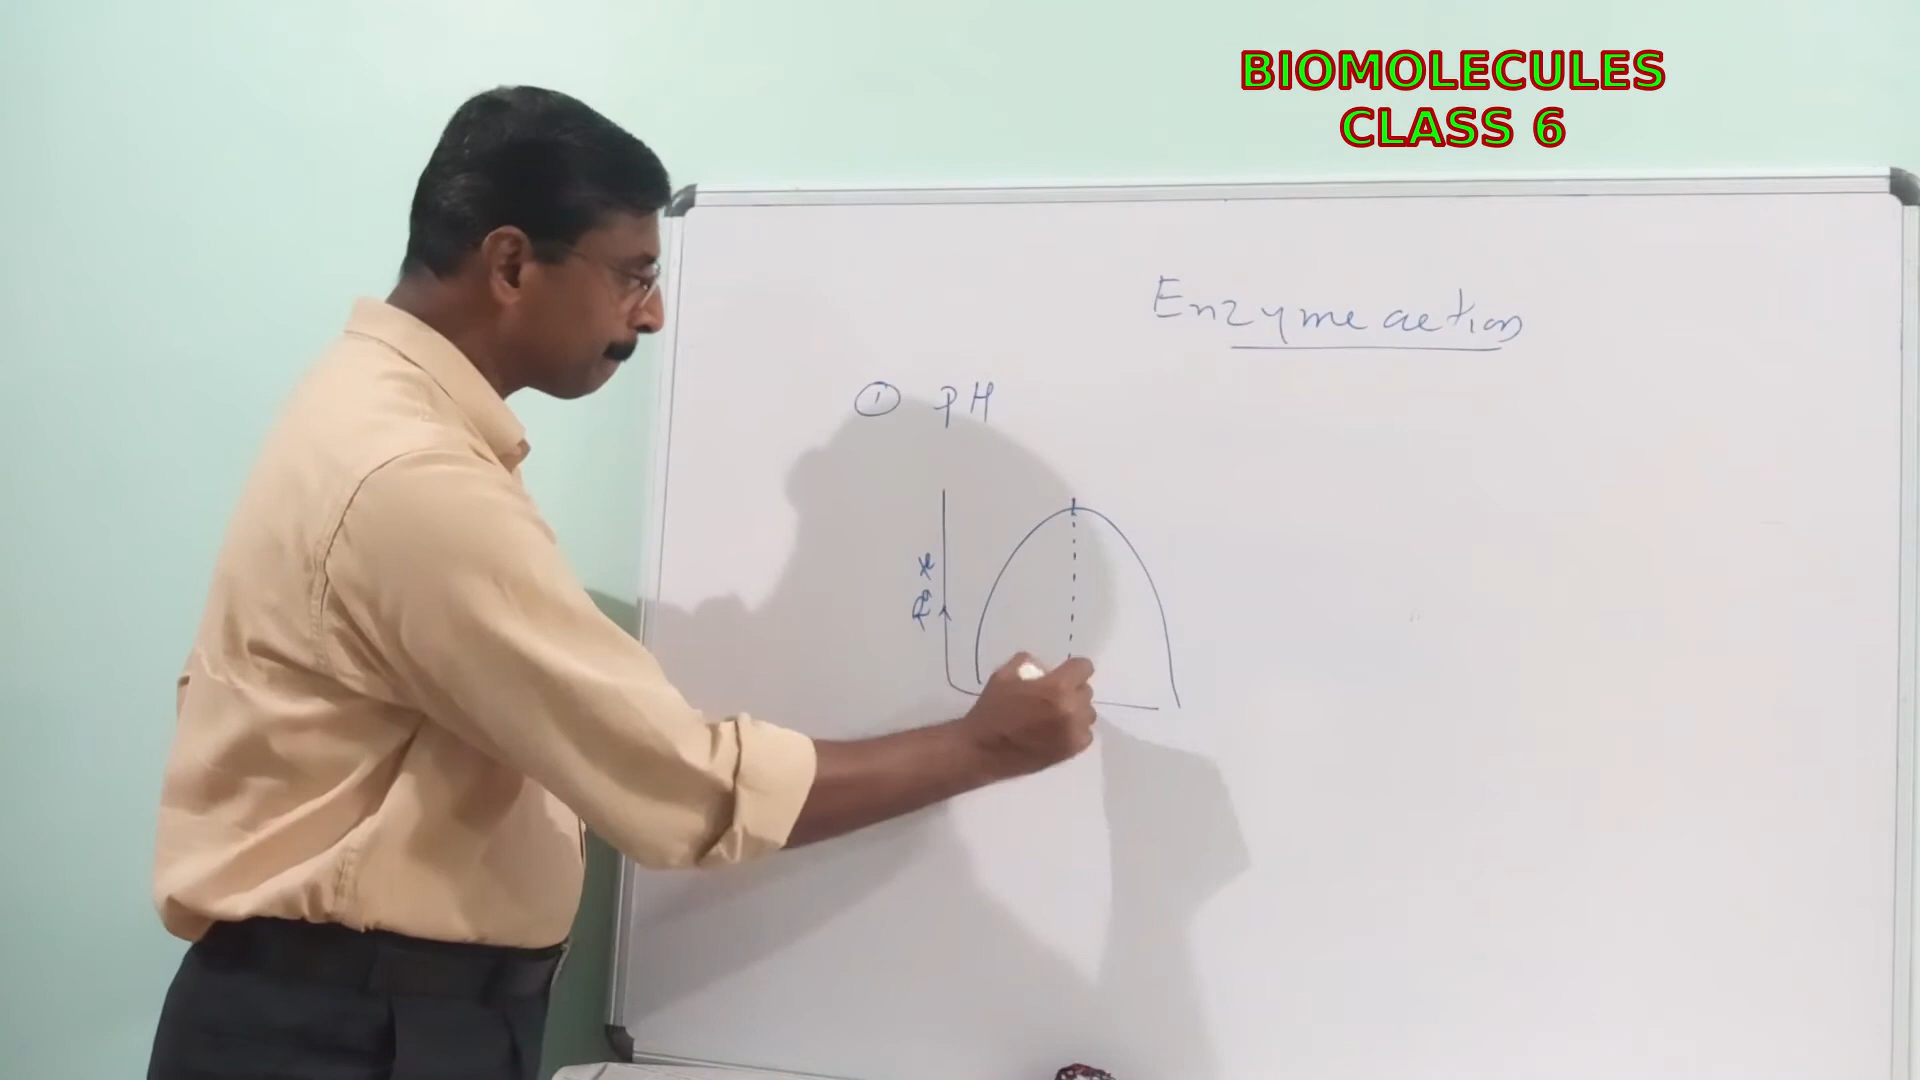 BIOMOLECULES
CLASS 6
Enzyme action
① PH